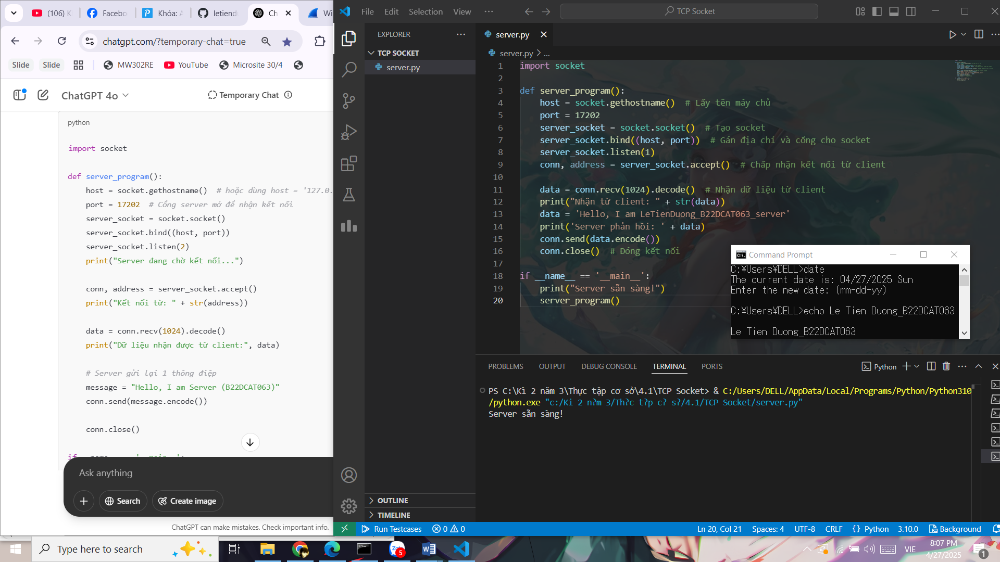 (106) K
Facebo
Khóa: A
letiendu
Ch
Wi
chatgpt.com/?temporary-chat=true
Slide
Slide
MW302RE
YouTube
Microsite 30/4
ChatGPT 4o
Temporary Chat
python
import socket
def server_program():
host = socket.gethostname()  # hoặc dùng host = '127.0.
port = 17202  # Cổng server mở để nhận kết nối
server_socket = socket.socket()
server_socket.bind((host, port))
server_socket.listen(2)
print("Server đang chờ kết nối...")
conn, address = server_socket.accept()
print("Kết nối từ: " + str(address))
data = conn.recv(1024).decode()
print("Dữ liệu nhận được từ client:", data)
# Server gửi lại 1 thông điệp
message = "Hello, I am Server (B22DCAT063)"
conn.send(message.encode())
conn.close()
Ask anything
Search
Create image
ChatGPT can make mistakes. Check important info.
File Edit Selection View
TCP Socket
EXPLORER
TCP SOCKET
server.py
OUTLINE
TIMELINE
server.py
server.py > ...
1 import socket
2
3 def server_program():
4 host = socket.gethostname()  # Lấy tên máy chủ
5 port = 17202
6 server_socket = socket.socket()  # Tạo socket
7 server_socket.bind((host, port))  # Gán địa chỉ và cổng cho socket
8 server_socket.listen(1)
9 conn, address = server_socket.accept()  # Chấp nhận kết nối từ client
10
11 data = conn.recv(1024).decode()  # Nhận dữ liệu từ client
12 print("Nhận từ client: " + str(data))
13 data = 'Hello, I am LeTienDuong_B22DCAT063_server'
14 print('Server phản hồi: ' + data)
15 conn.send(data.encode())
16 conn.close()  # Đóng kết nối
17
18 if __name__ == '__main__':
19 print("Server sẵn sàng!")
20 server_program()
Command Prompt
C:¥Users¥DELL>date
The current date is: 04/27/2025 Sun
Enter the new date: (mm-dd-yy)
C:¥Users¥DELL>echo Le Tien Duong_B22DCAT063
Le Tien Duong_B22DCAT063
PROBLEMS OUTPUT DEBUG CONSOLE TERMINAL PORTS
Python
PS C:\Kì 2 năm 3\Thực tập cơ sở\4.1\TCP Socket> & C:/Users/DELL/AppData/Local/Programs/Python/Python310
/python.exe "c:/Kì 2 n?m 3/Th?c t?p c? s?/4.1/TCP Socket/server.py"
Server sẵn sàng!
Run Testcases 0 0
Ln 20, Col 21 Spaces: 4 UTF-8 CRLF {} Python 3.10.0 Background
Type here to search
5
VIE
8:07 PM
4/27/2025
1